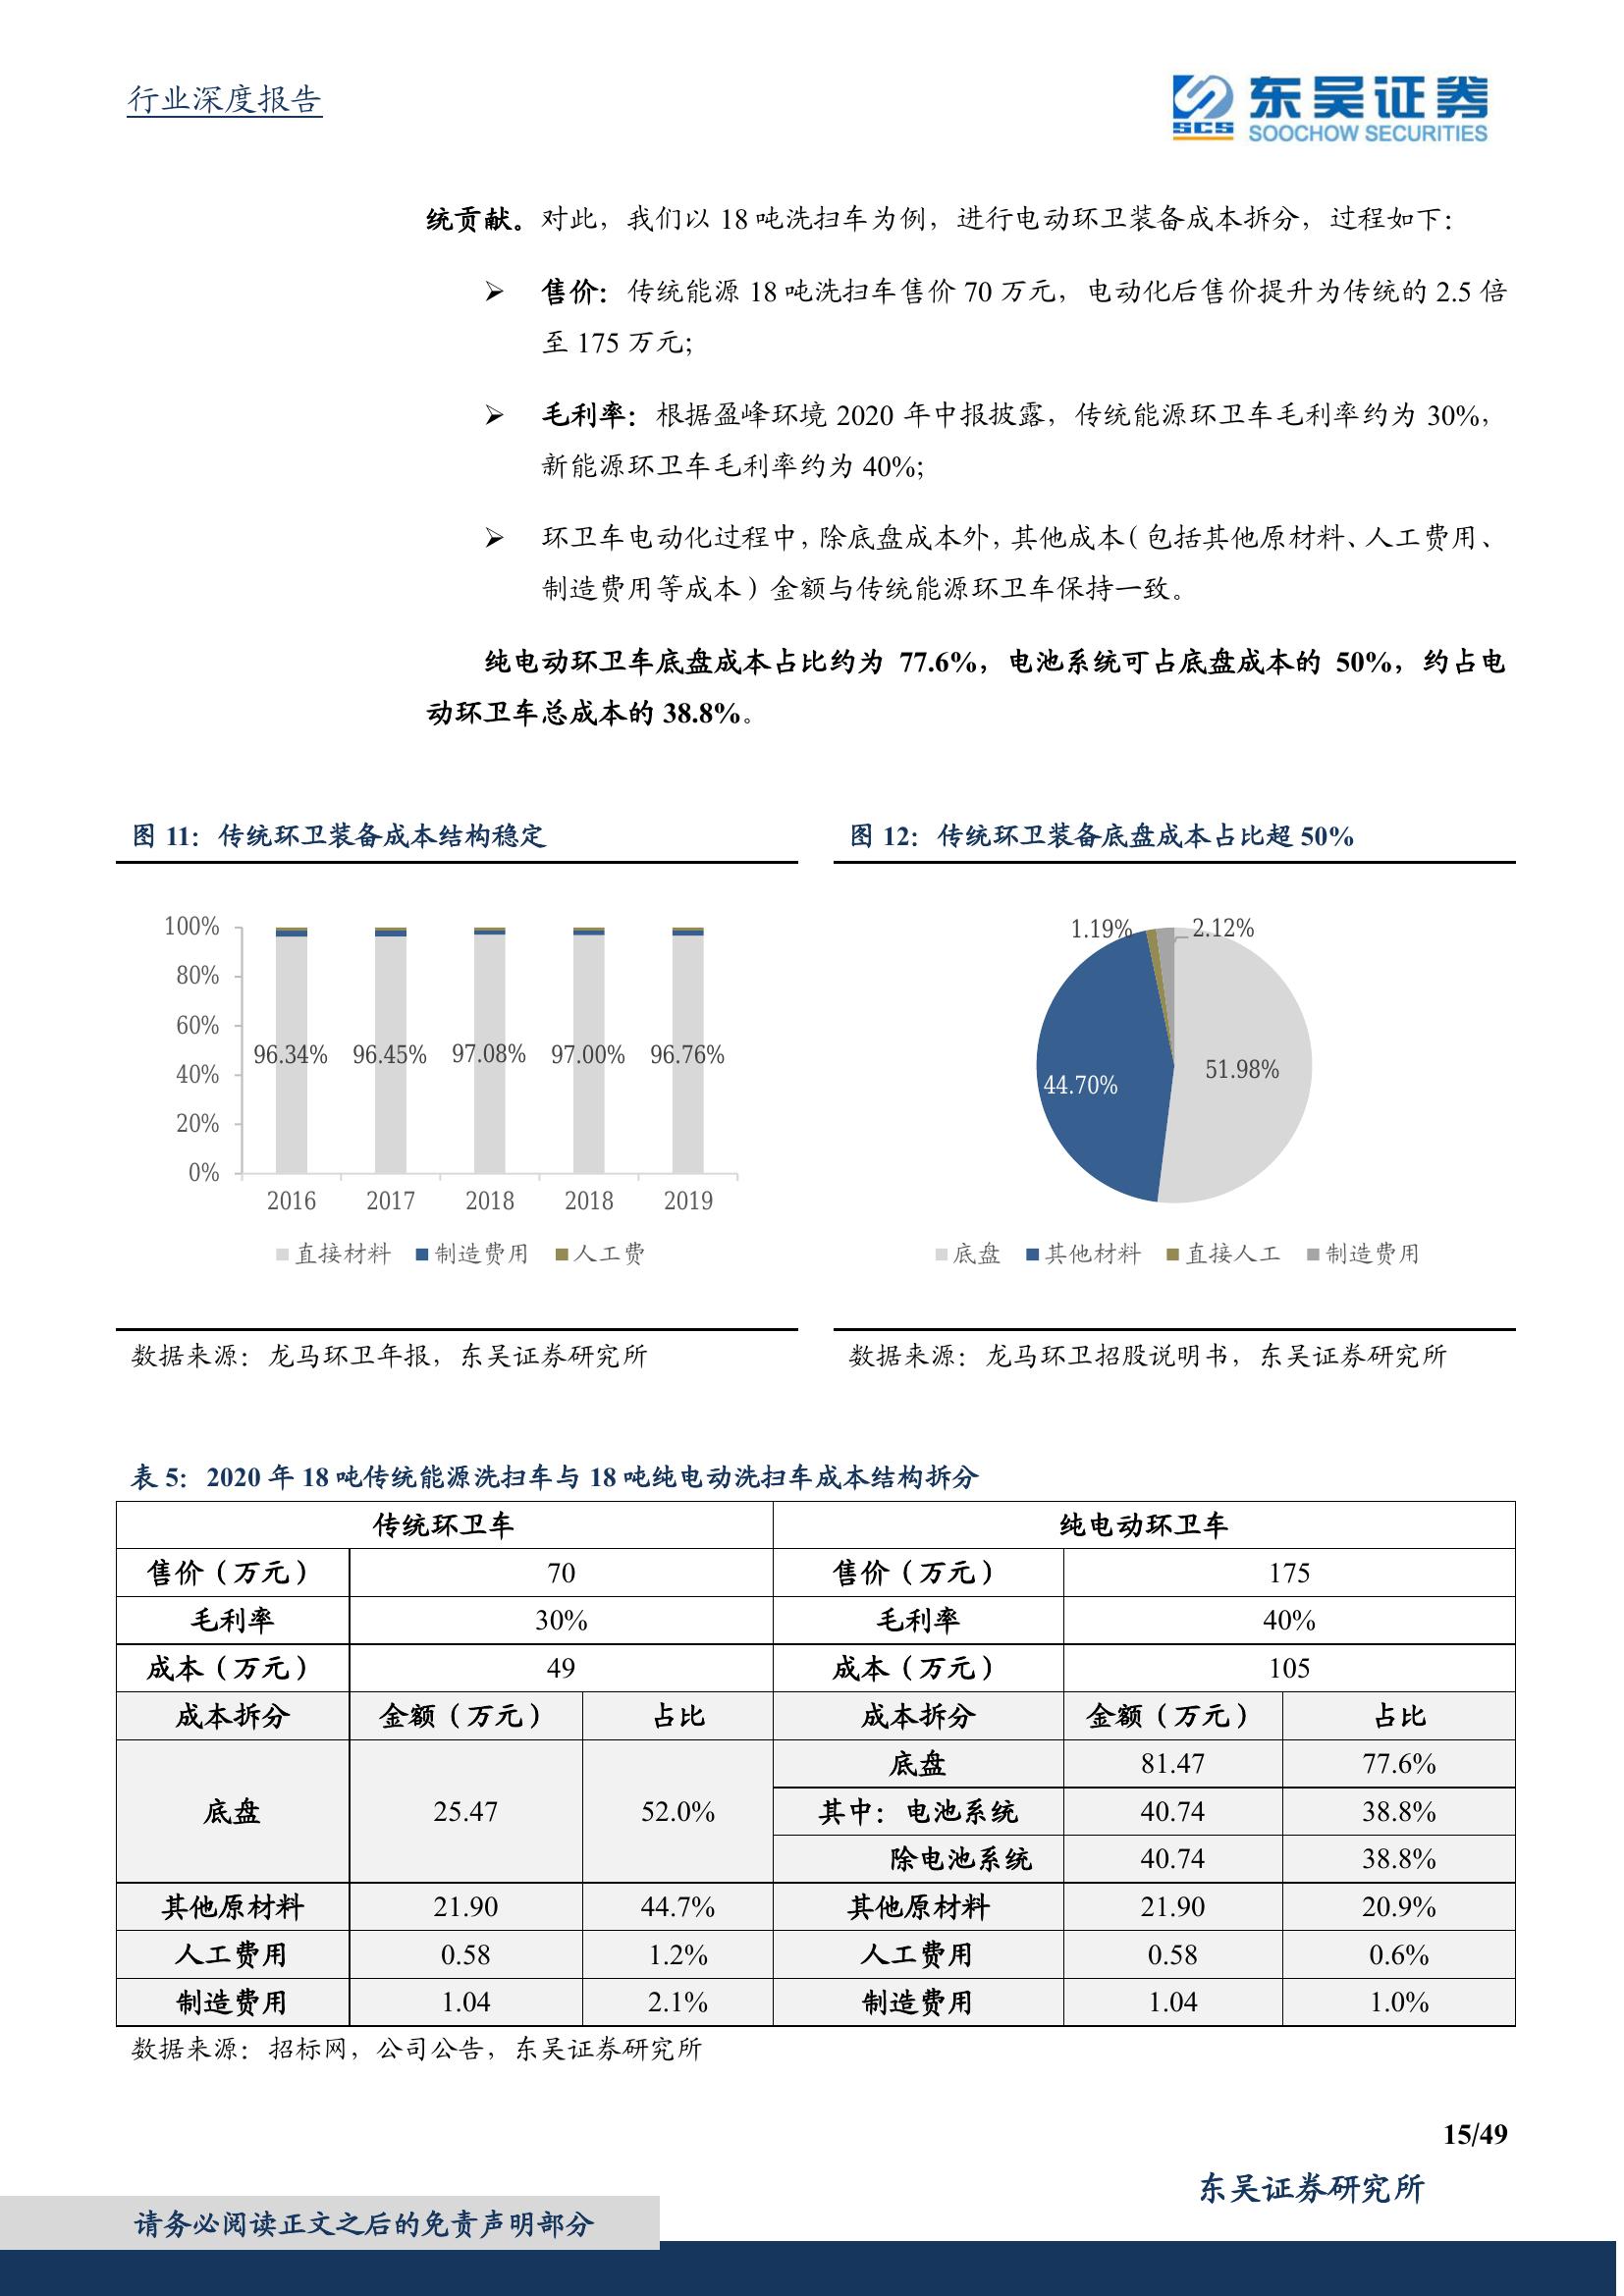 行业深度报告
SCS
东吴证券
SOOCHOW SECURITIES
统贡献。对此，我们以 18 吨洗扫车为例，进行电动环卫装备成本拆分，过程如下：
➢ 售价：传统能源 18 吨洗扫车售价 70 万元，电动化后售价提升为传统的 2.5 倍
至 175 万元;
➢ 毛利率：根据盈峰环境 2020 年中报披露，传统能源环卫车毛利率约为 30%，
新能源环卫车毛利率约为 40%;
➢ 环卫车电动化过程中，除底盘成本外，其他成本（包括其他原材料、人工费用、
制造费用等成本）金额与传统能源环卫车保持一致。
纯电动环卫车底盘成本占比约为 77.6%，电池系统可占底盘成本的 50%，约占电
动环卫车总成本的 38.8%。
图 11：传统环卫装备成本结构稳定
100%
80%
60%
40%
20%
0%
96.34% 96.45% 97.08% 97.00% 96.76%
2016 2017 2018 2018 2019
直接材料 制造费用 人工费
数据来源：龙马环卫年报，东吴证券研究所
图 12：传统环卫装备底盘成本占比超 50%
1.19% 2.12%
51.98%
44.70%
底盘 其他材料 直接人工 制造费用
数据来源：龙马环卫招股说明书，东吴证券研究所
表 5：2020 年 18 吨传统能源洗扫车与 18 吨纯电动洗扫车成本结构拆分
传统环卫车 纯电动环卫车
售价（万元） 70 售价（万元） 175
毛利率 30% 毛利率 40%
成本（万元） 49 成本（万元） 105
成本拆分 金额（万元） 占比 成本拆分 金额（万元） 占比
底盘 81.47 77.6%
底盘 25.47 52.0% 其中：电池系统 40.74 38.8%
除电池系统 40.74 38.8%
其他原材料 21.90 44.7% 其他原材料 21.90 20.9%
人工费用 0.58 1.2% 人工费用 0.58 0.6%
制造费用 1.04 2.1% 制造费用 1.04 1.0%
数据来源：招标网，公司公告，东吴证券研究所
15/49
东吴证券研究所
请务必阅读正文之后的免责声明部分